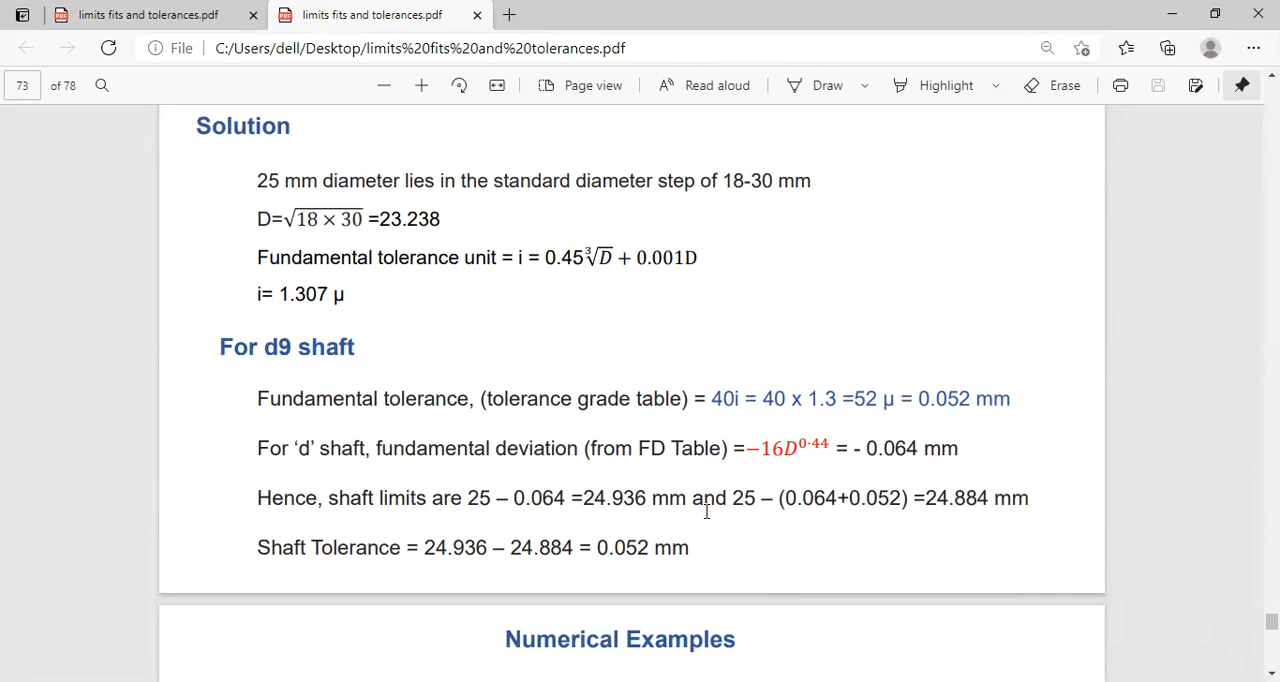 limits fits and tolerances.pdf
limits fits and tolerances.pdf
File C:/Users/dell/Desktop/limits%20fits%20and%20tolerances.pdf
73 of 78 Page view Read aloud Draw Highlight Erase
Solution
25 mm diameter lies in the standard diameter step of 18-30 mm
D=√18 × 30 =23.238
Fundamental tolerance unit = i = 0.45∛D + 0.001D
i= 1.307 μ
For d9 shaft
Fundamental tolerance, (tolerance grade table) = 40i = 40 x 1.3 =52 μ = 0.052 mm
For ‘d’ shaft, fundamental deviation (from FD Table) =−16D^0·44 = - 0.064 mm
Hence, shaft limits are 25 – 0.064 =24.936 mm and 25 – (0.064+0.052) =24.884 mm
Shaft Tolerance = 24.936 – 24.884 = 0.052 mm
Numerical Examples